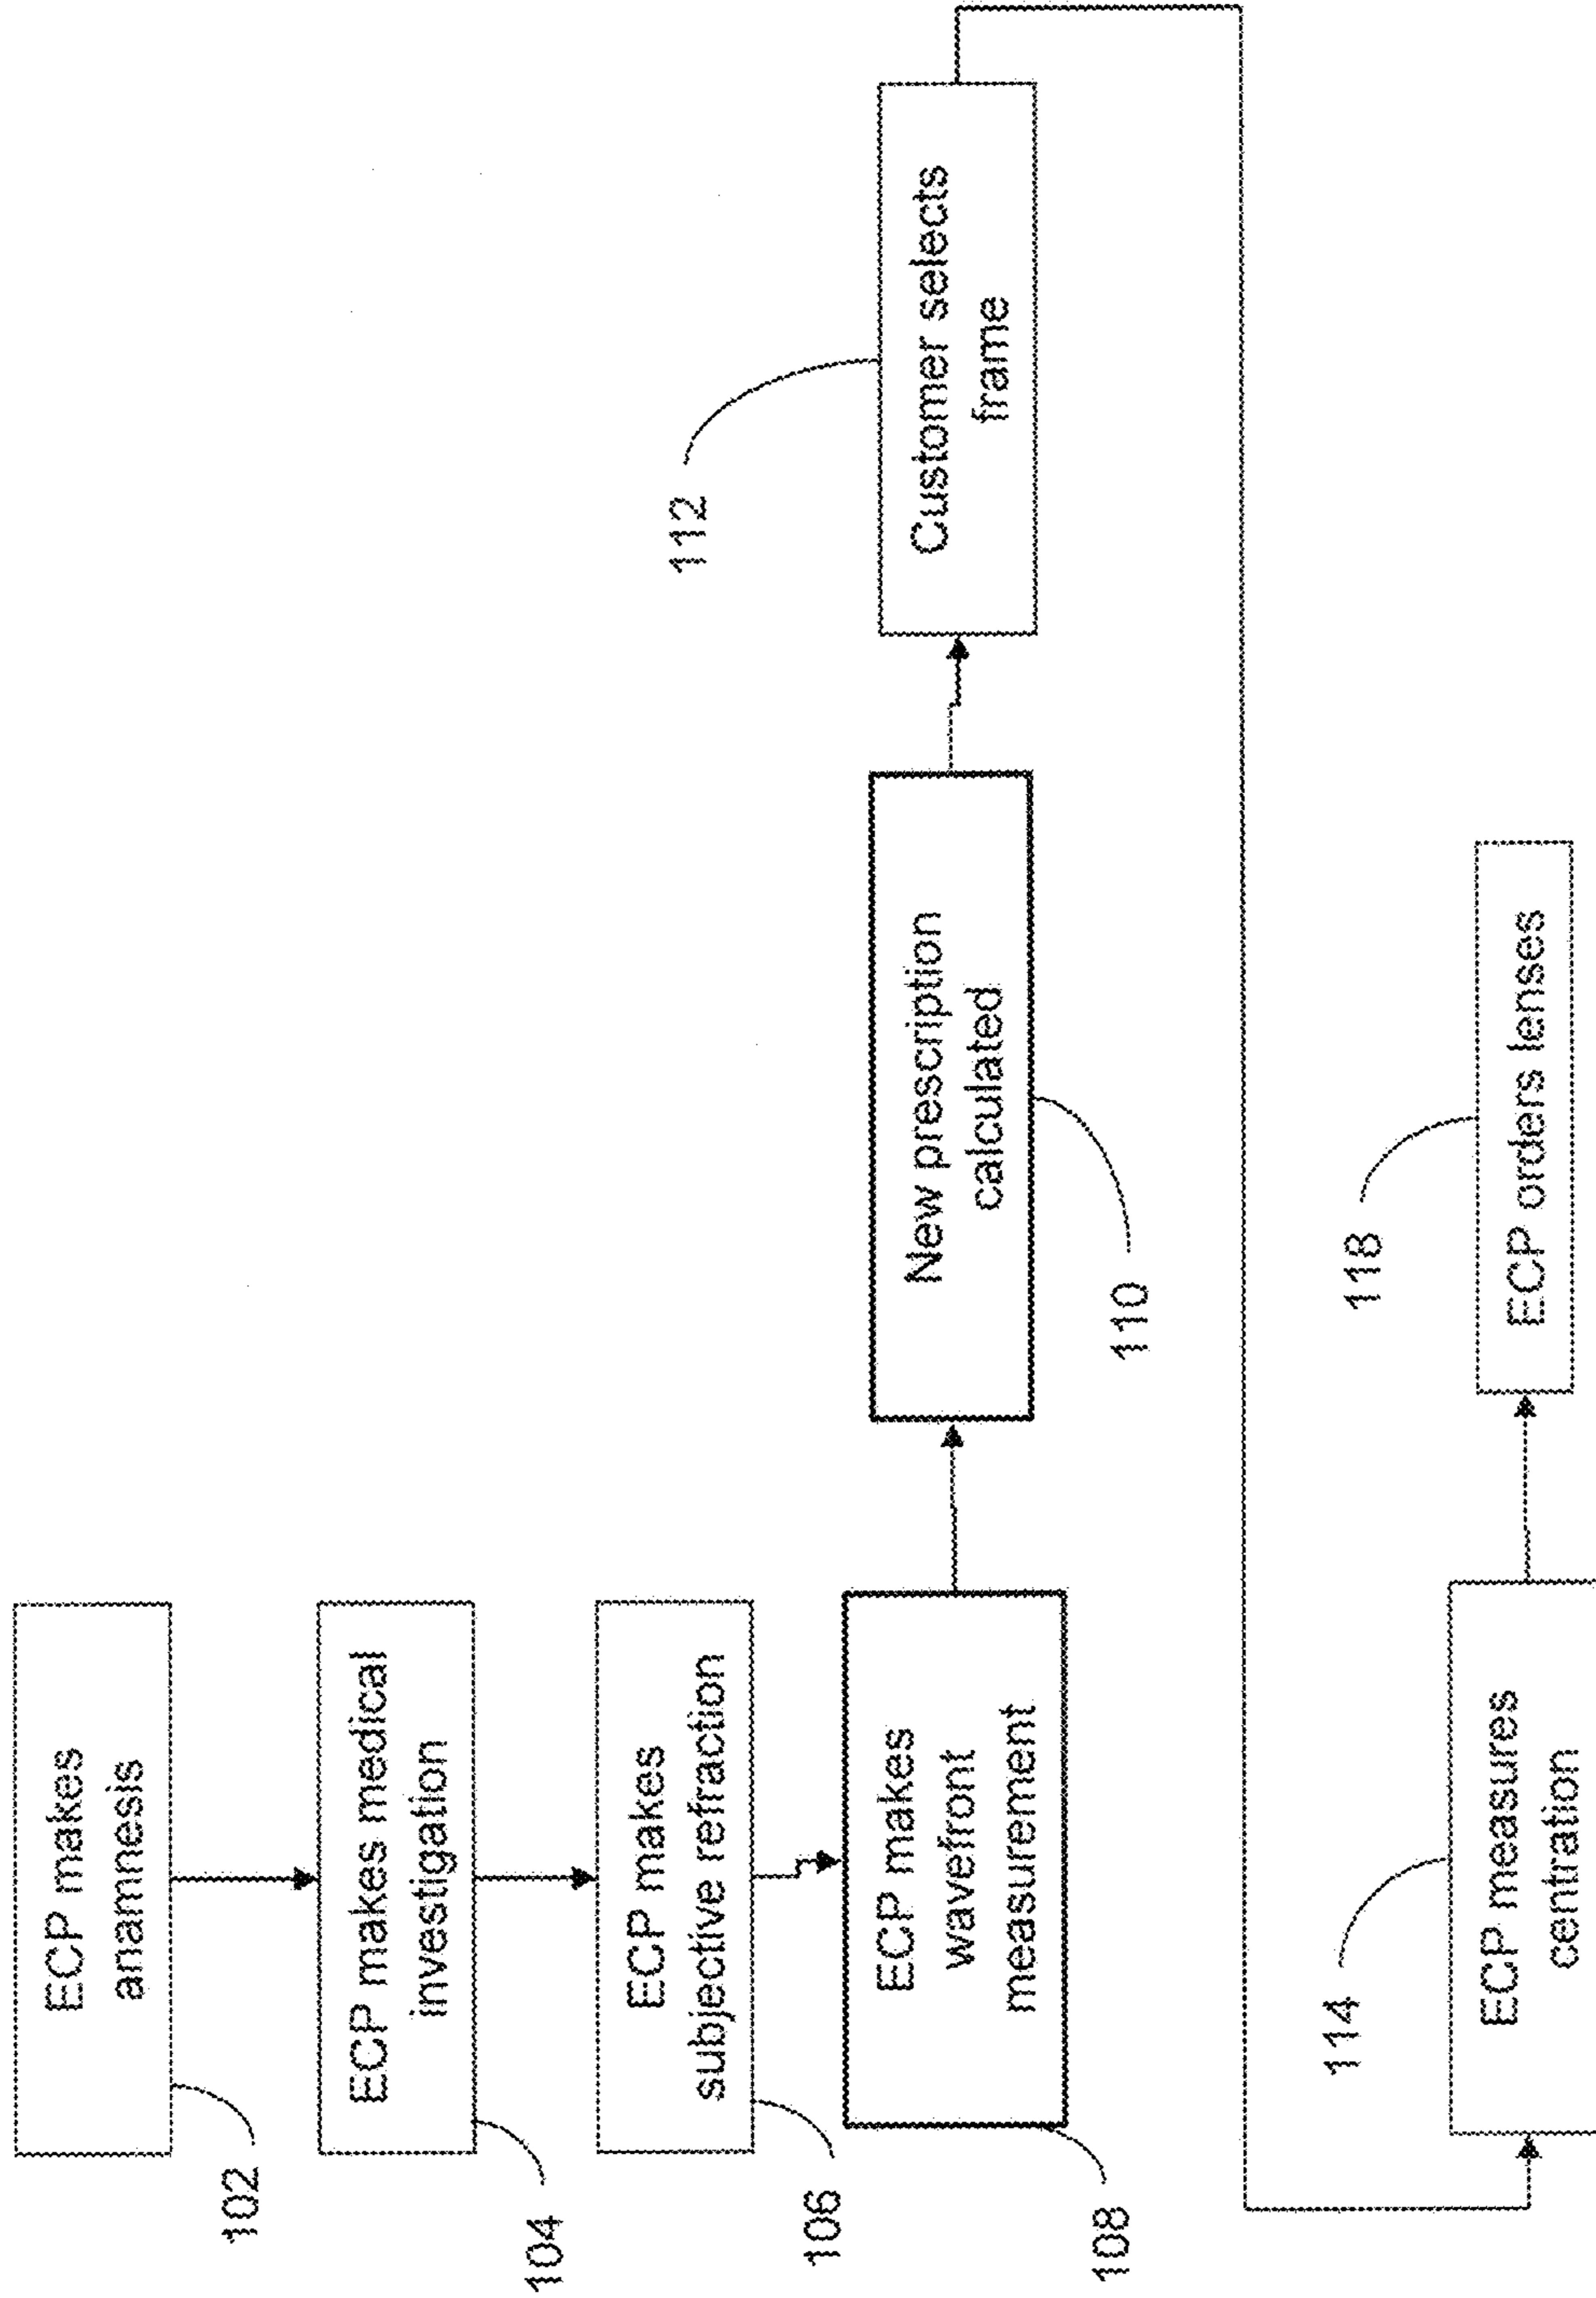 ECP makes
anamnesis
102
ECP makes medical
investigation
104
ECP makes
subjective refraction
106
ECP makes
wavefront
measurement
108
New prescription
calculated
110
Customer selects
frame
112
ECP measures
centration
114
ECP orders lenses
118